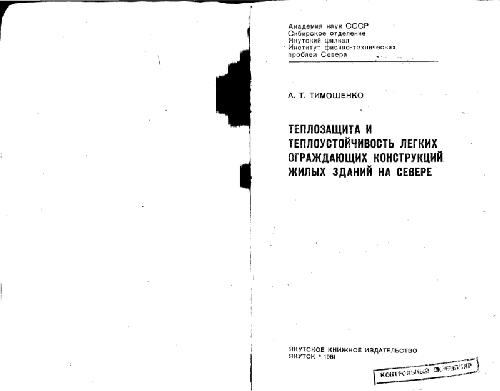 Академия наук СССР
Сибирское отделение
Якутский филиал
Институт физико-технических
проблем Севера
А. Т. ТИМОШЕНКО
ТЕПЛОЗАЩИТА И
ТЕПЛОУСТОЙЧИВОСТЬ ЛЕГКИХ
ОГРАЖДАЮЩИХ КОНСТРУКЦИЙ
ЖИЛЫХ ЗДАНИЙ НА СЕВЕРЕ
ЯКУТСКОЕ КНИЖНОЕ ИЗДАТЕЛЬСТВО
ЯКУТСК * 1981
КОНТРОЛЬНЫЙ ЭКЗЕМПЛЯР